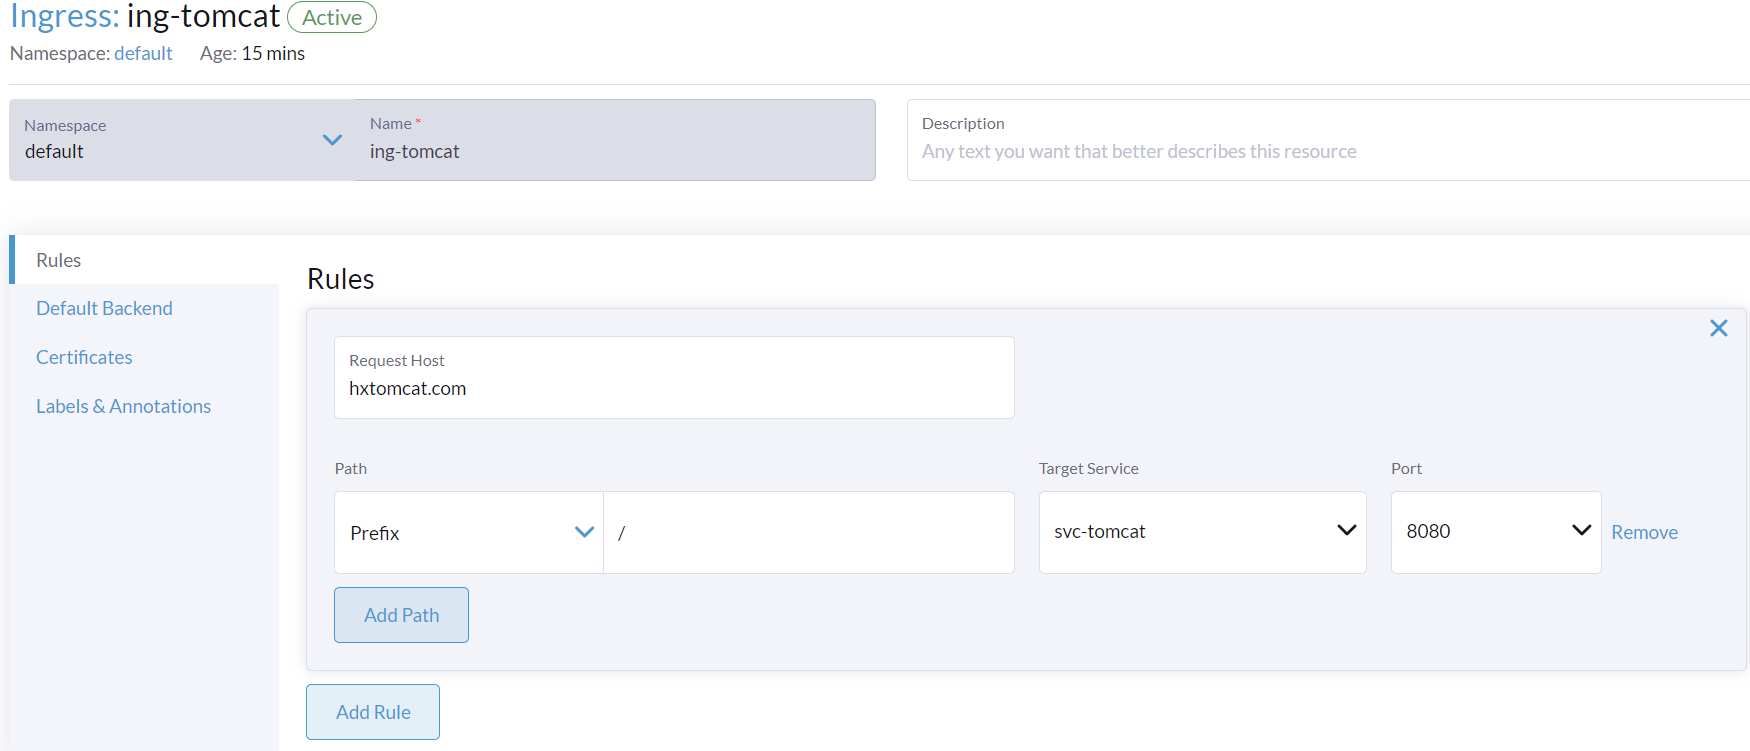 Ingress: ing-tomcat Active
Namespace: default Age: 15 mins
Namespace
default
Name *
ing-tomcat
Description
Any text you want that better describes this resource
Rules
Default Backend
Certificates
Labels & Annotations
Rules
Request Host
hxtomcat.com
Path Target Service Port
Prefix / svc-tomcat 8080 Remove
Add Path
Add Rule